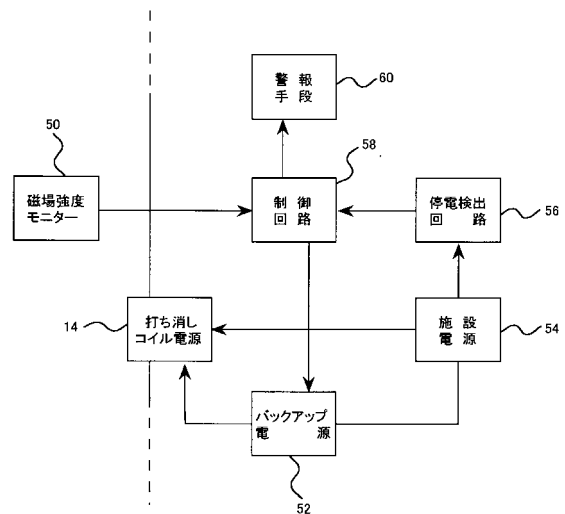 警 報
手 段
60
50
58
磁場強度
モニター
制 御
回 路
停電検出
回 路
56
14
打ち消し
コイル電源
施 設
電 源
54
バックアップ
電 源
52